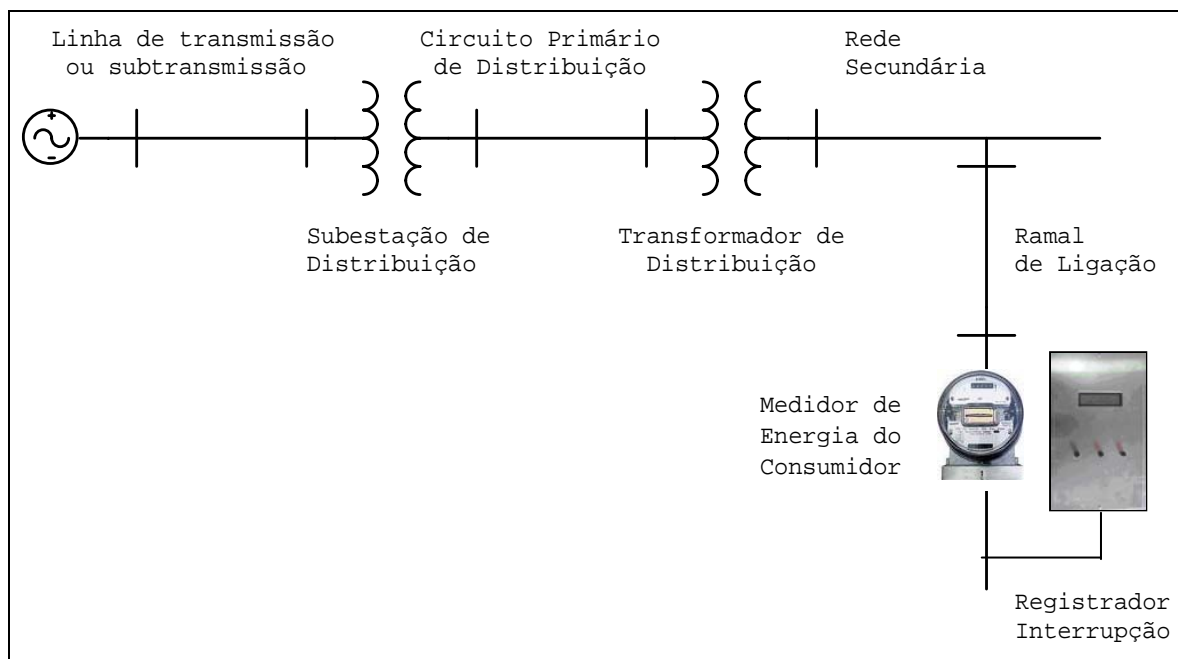 Linha de transmissão
ou subtransmissão
Circuito Primário
de Distribuição
Rede
Secundária
Subestação de
Distribuição
Transformador de
Distribuição
Ramal
de Ligação
Medidor de
Energia do
Consumidor
Registrador
Interrupção